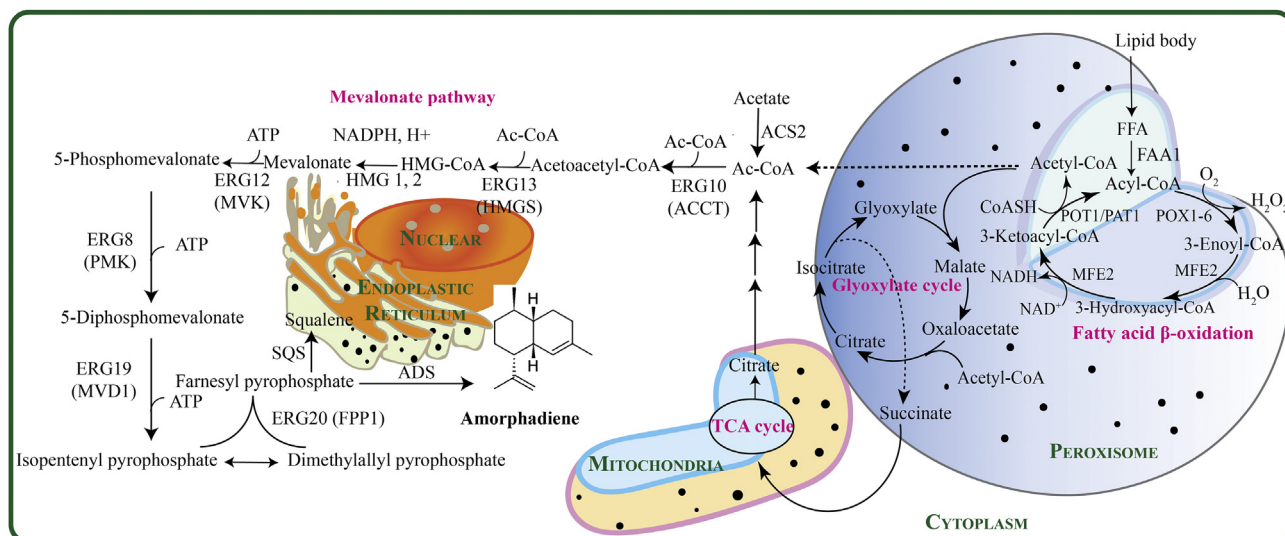 Lipid body
Mevalonate pathway
Acetate
ATP
NADPH, H+
Ac-CoA
Ac-CoA
ACS2
FFA
FAA1
5-Phosphomevalonate
Mevalonate
HMG-CoA
Acetoacetyl-CoA
Ac-CoA
Acetyl-CoA
Acyl-CoA
O2
H2O2
ERG12
(MVK)
HMG 1, 2
ERG13
(HMGS)
ERG10
(ACCT)
Glyoxylate
CoASH
POT1/PAT1
POX1-6
3-Ketoacyl-CoA
3-Enoyl-CoA
ERG8
(PMK)
ATP
NUCLEAR
ENDOPLASTIC
RETICULUM
Isocitrate
Malate
NADH
MFE2
MFE2
H2O
Glyoxylate cycle
NAD+
3-Hydroxyacyl-CoA
5-Diphosphomevalonate
Squalene
H
H
Oxaloacetate
Fatty acid β-oxidation
Citrate
ERG19
(MVD1)
ATP
SQS
Farnesyl pyrophosphate
ADS
Citrate
Acetyl-CoA
Amorphadiene
ERG20 (FPP1)
TCA cycle
Succinate
Isopentenyl pyrophosphate
Dimethylallyl pyrophosphate
MITOCHONDRIA
PEROXISOME
CYTOPLASM